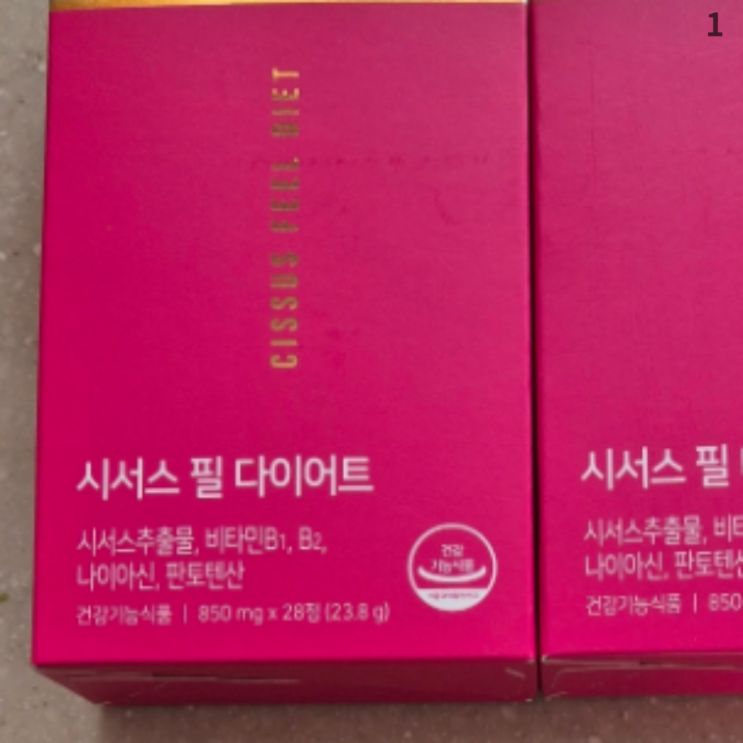 1
CISSUS FEEL DIET
시서스 필 다이어트
시서스추출물, 비타민B1, B2,
나이아신, 판토텐산
건강기능식품 | 850 mg x 28정 (23.8 g)
건강
기능식품
시서스 필
시서스추출물,
나이아신, 판토텐산
건강기능식품 | 850